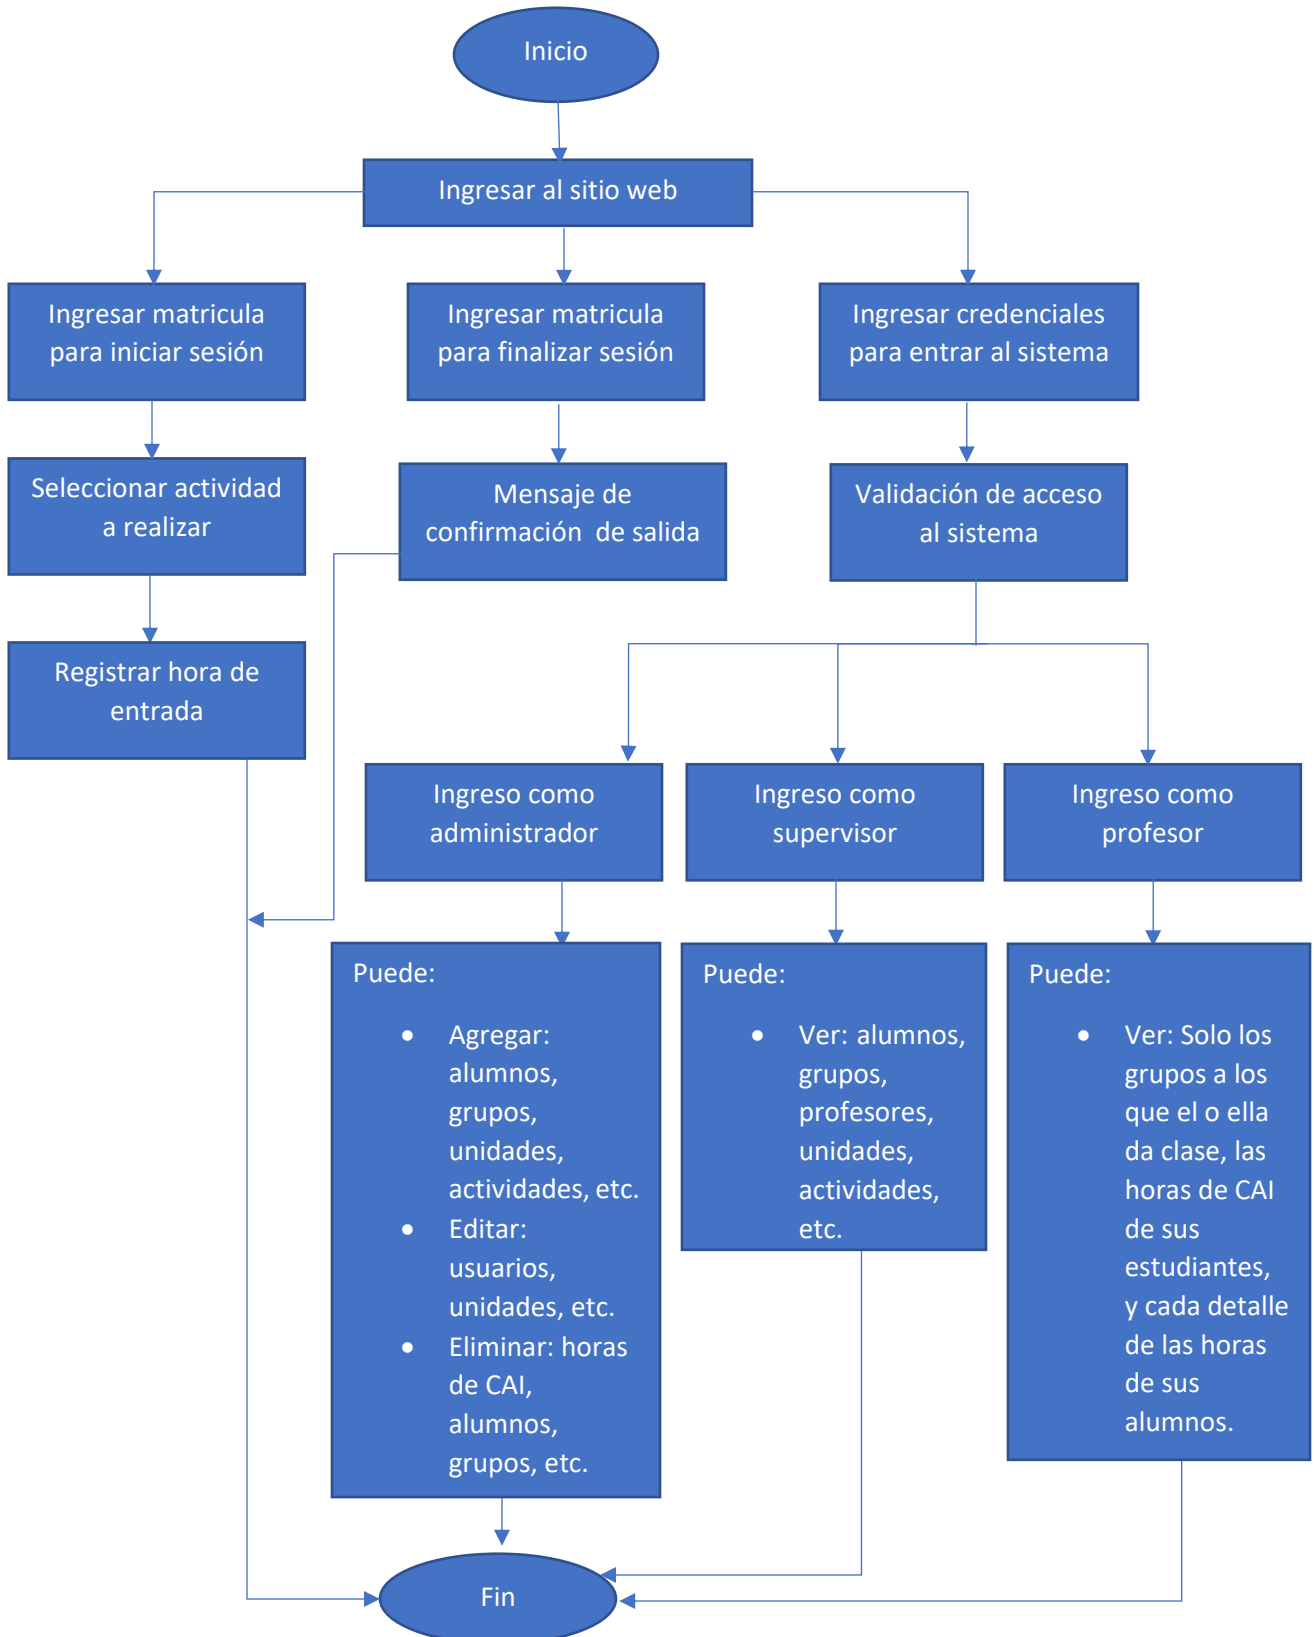 Inicio
Ingresar al sitio web
Ingresar matricula
para iniciar sesión
Ingresar matricula
para finalizar sesión
Ingresar credenciales
para entrar al sistema
Seleccionar actividad
a realizar
Mensaje de
confirmación  de salida
Validación de acceso
al sistema
Registrar hora de
entrada
Ingreso como
administrador
Ingreso como
supervisor
Ingreso como
profesor
Puede:
• Agregar:
alumnos,
grupos,
unidades,
actividades, etc.
• Editar:
usuarios,
unidades, etc.
• Eliminar: horas
de CAI,
alumnos,
grupos, etc.
Puede:
• Ver: alumnos,
grupos,
profesores,
unidades,
actividades,
etc.
Puede:
• Ver: Solo los
grupos a los
que el o ella
da clase, las
horas de CAI
de sus
estudiantes,
y cada detalle
de las horas
de sus
alumnos.
Fin